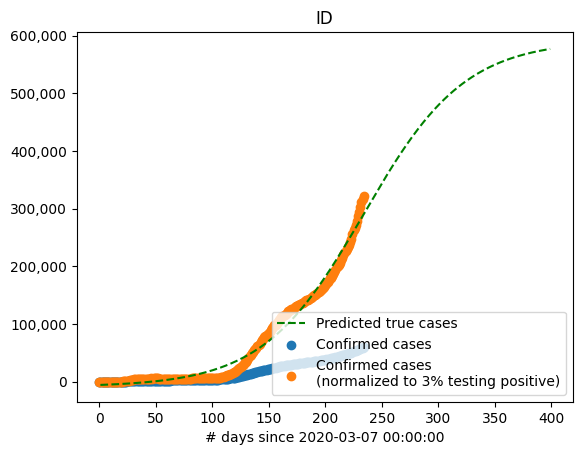 ID
600,000
500,000
400,000
300,000
200,000
100,000
0
Predicted true cases
Confirmed cases
Confirmed cases
(normalized to 3% testing positive)
0 50 100 150 200 250 300 350 400
# days since 2020-03-07 00:00:00